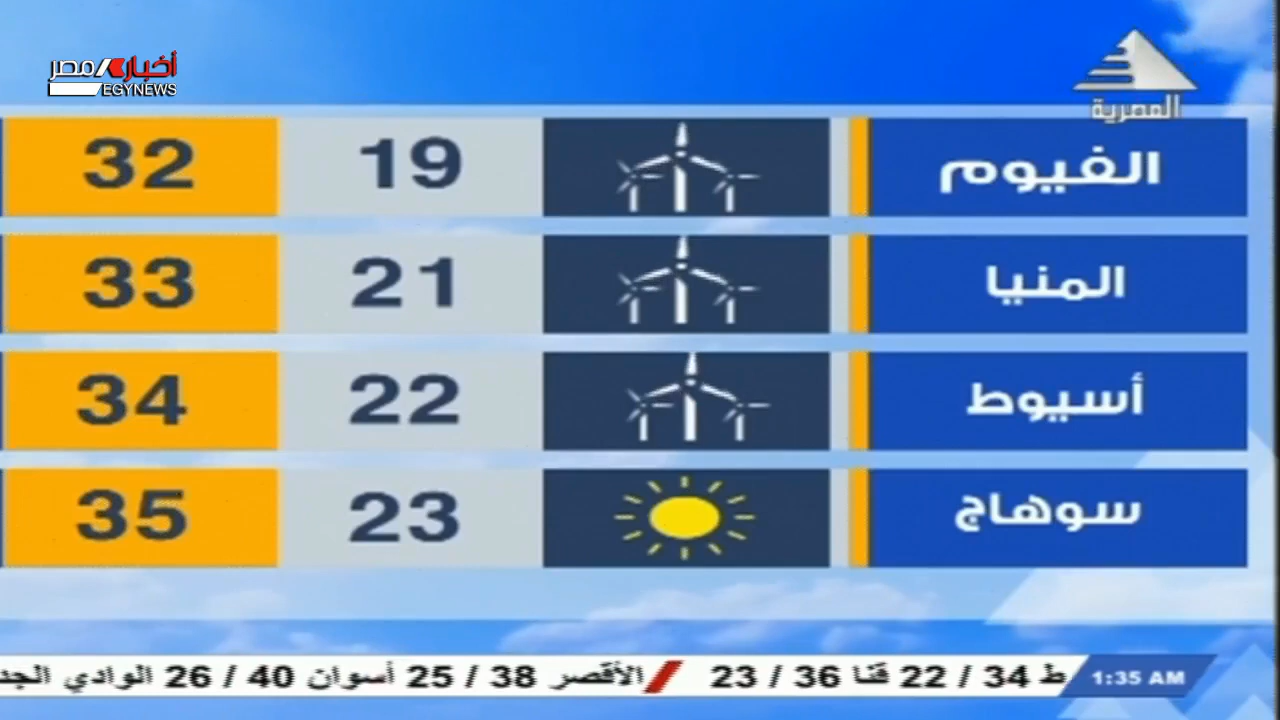 أخبار مصر
EGYNEWS
المصرية
الفيوم 19 32
المنيا 21 33
أسيوط 22 34
سوهاج 23 35
1:35 AM
ط 34 / 22 قنا 36 / 23 الأقصر 38 / 25 أسوان 40 / 26 الوادي الجد